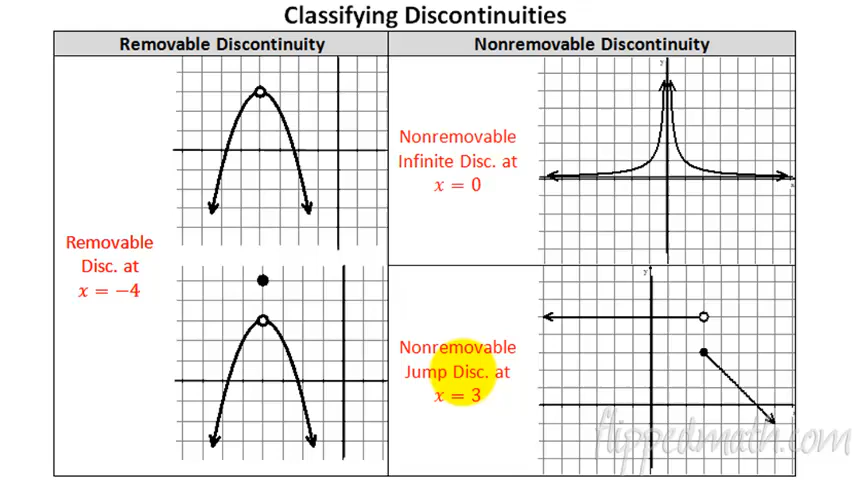 Classifying Discontinuities
Removable Discontinuity
Nonremovable Discontinuity
Removable
Disc. at
x = −4
Nonremovable
Infinite Disc. at
x = 0
y
x
Nonremovable
Jump Disc. at
x = 3
y
flippedmath.com